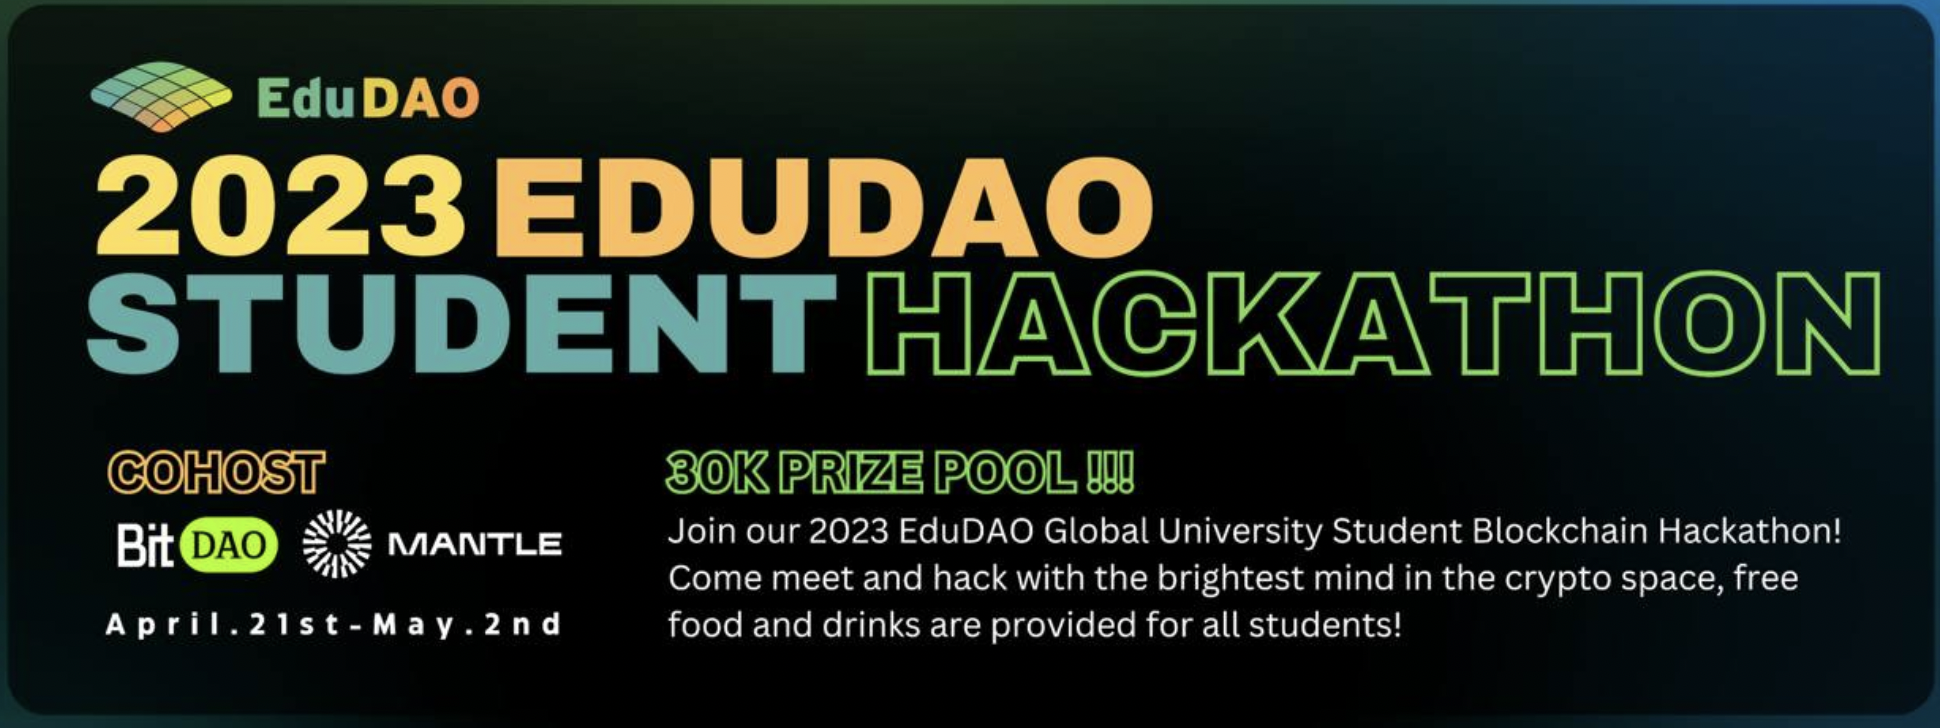 EduDAO
2023 EDUDAO
STUDENT HACKATHON
COHOST
BitDAO MANTLE
April.21st-May.2nd
30K PRIZE POOL !!!
Join our 2023 EduDAO Global University Student Blockchain Hackathon!
Come meet and hack with the brightest mind in the crypto space, free
food and drinks are provided for all students!